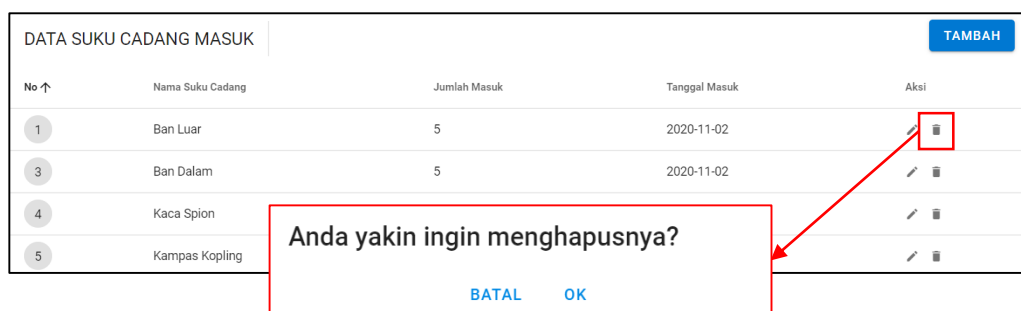 DATA SUKU CADANG MASUK TAMBAH
No Nama Suku Cadang Jumlah Masuk Tanggal Masuk Aksi
1 Ban Luar 5 2020-11-02
3 Ban Dalam 5 2020-11-02
4 Kaca Spion
5 Kampas Kopling
Anda yakin ingin menghapusnya?
BATAL OK